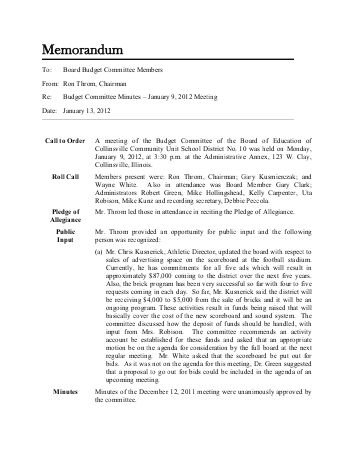 Memorandum
To: Board Budget Committee Members
From: Ron Throm, Chairman
Re: Budget Committee Minutes – January 9, 2012 Meeting
Date: January 13, 2012
Call to Order A meeting of the Budget Committee of the Board of Education of
Collinsville Community Unit School District No. 10 was held on Monday,
January 9, 2012, at 3:30 p.m. at the Administrative Annex, 123 W. Clay,
Collinsville, Illinois.
Roll Call Members present were: Ron Throm, Chairman; Gary Kusmierczak; and
Wayne White. Also in attendance was Board Member Gary Clark;
Administrators Robert Green, Mike Hollingshead, Kelly Carpenter, Uta
Robison, Mike Kunz and recording secretary, Debbie Peccola.
Pledge of Mr. Throm led those in attendance in reciting the Pledge of Allegiance.
Allegiance
Public Mr. Throm provided an opportunity for public input and the following
Input person was recognized:
(a) Mr. Chris Kusnerick, Athletic Director, updated the board with respect to
sales of advertising space on the scoreboard at the football stadium.
Currently, he has commitments for all five ads which will result in
approximately $87,000 coming to the district over the next five years.
Also, the brick program has been very successful so far with four to five
requests coming in each day. So far, Mr. Kusnerick said the district will
be receiving $4,000 to $5,000 from the sale of bricks and it will be an
ongoing program. These activities result in funds being raised that will
basically cover the cost of the new scoreboard and sound system. The
committee discussed how the deposit of funds should be handled, with
input from Mrs. Robison. The committee recommends an activity
account be established for these funds and asked that an appropriate
motion be on the agenda for consideration by the full board at the next
regular meeting. Mr. White asked that the scoreboard be put out for
bids. As it was not on the agenda for this meeting, Dr. Green suggested
that a proposal to go out for bids could be included in the agenda of an
upcoming meeting.
Minutes Minutes of the December 12, 2011 meeting were unanimously approved by
the committee.